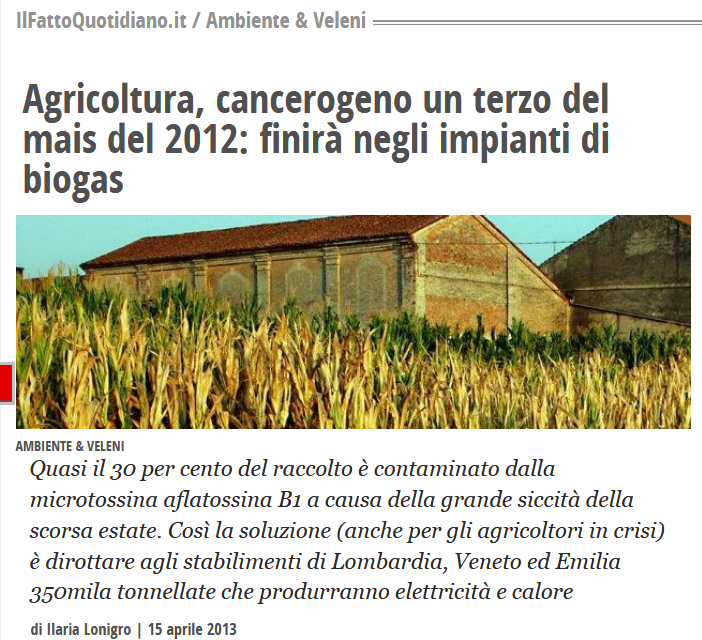 IlFattoQuotidiano.it / Ambiente & Veleni
Agricoltura, cancerogeno un terzo del
mais del 2012: finirà negli impianti di
biogas
AMBIENTE & VELENI
Quasi il 30 per cento del raccolto è contaminato dalla
microtossina aflatossina B1 a causa della grande siccità della
scorsa estate. Così la soluzione (anche per gli agricoltori in crisi)
è dirottare agli stabilimenti di Lombardia, Veneto ed Emilia
350mila tonnellate che produrranno elettricità e calore
di Ilaria Lonigro | 15 aprile 2013